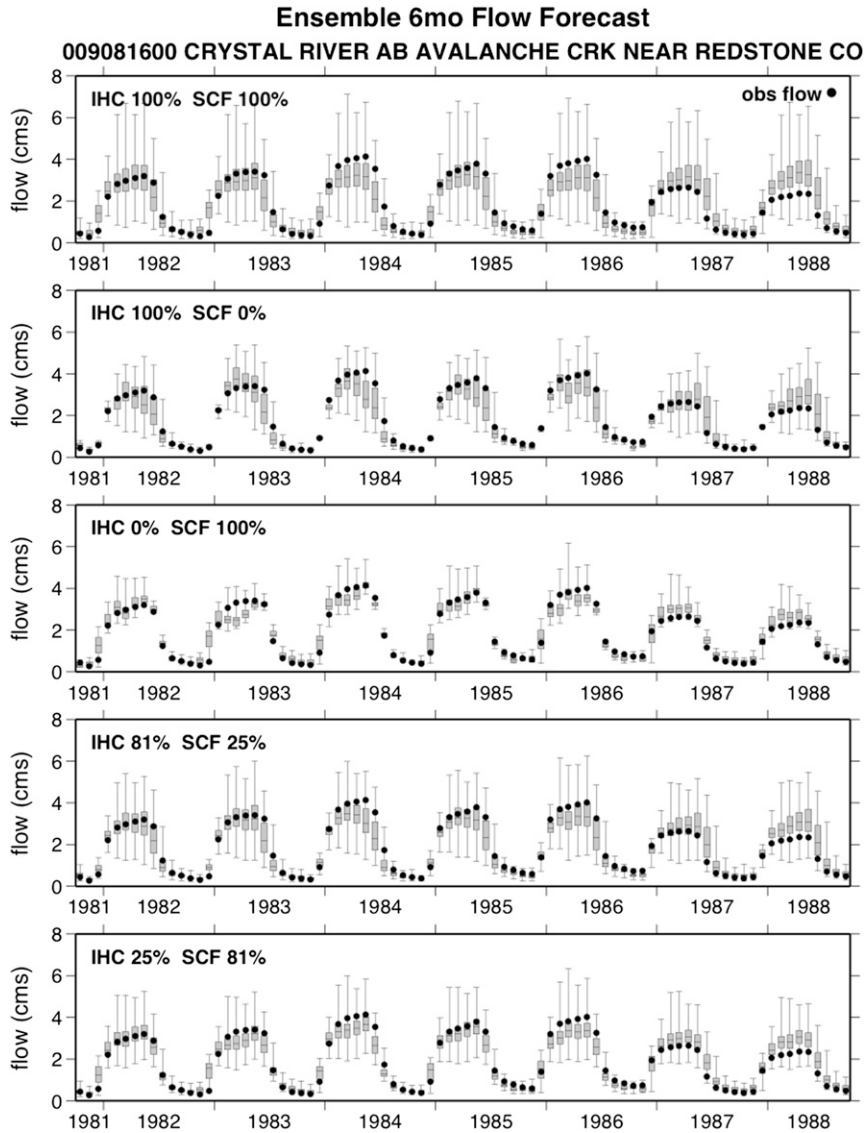 Ensemble 6mo Flow Forecast
009081600 CRYSTAL RIVER AB AVALANCHE CRK NEAR REDSTONE CO
8
6
4
2
0
flow (cms)
IHC 100% SCF 100%
obs flow
1981 1982 1983 1984 1985 1986 1987 1988
8
6
4
2
0
flow (cms)
IHC 100% SCF 0%
1981 1982 1983 1984 1985 1986 1987 1988
8
6
4
2
0
flow (cms)
IHC 0% SCF 100%
1981 1982 1983 1984 1985 1986 1987 1988
8
6
4
2
0
flow (cms)
IHC 81% SCF 25%
1981 1982 1983 1984 1985 1986 1987 1988
8
6
4
2
0
flow (cms)
IHC 25% SCF 81%
1981 1982 1983 1984 1985 1986 1987 1988